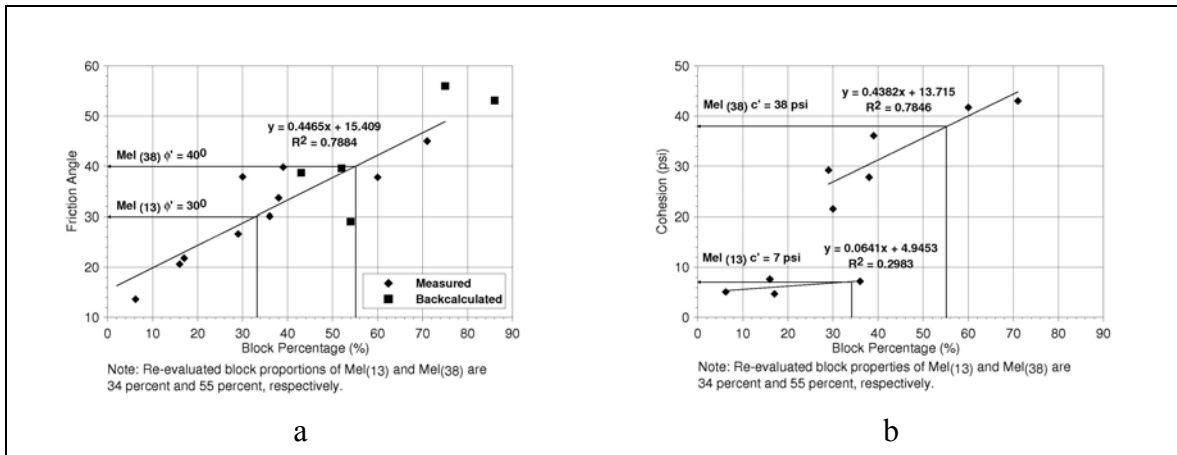 60
50
40
30
20
10
Friction Angle
y = 0.4465x + 15.409
R2 = 0.7884
Mel (38) ϕ' = 400
Mel (13) ϕ' = 300
Measured
Backcalculated
0 10 20 30 40 50 60 70 80 90
Block Percentage (%)
Note: Re-evaluated block proportions of Mel(13) and Mel(38) are
34 percent and 55 percent, respectively.
a
50
40
30
20
10
0
Cohesion (psi)
Mel (38) c' = 38 psi
y = 0.4382x + 13.715
R2 = 0.7846
Mel (13) c' = 7 psi
y = 0.0641x + 4.9453
R2 = 0.2983
0 10 20 30 40 50 60 70 80 90
Block Percentage (%)
Note: Re-evaluated block properties of Mel(13) and Mel(38) are
34 percent and 55 percent, respectively.
b